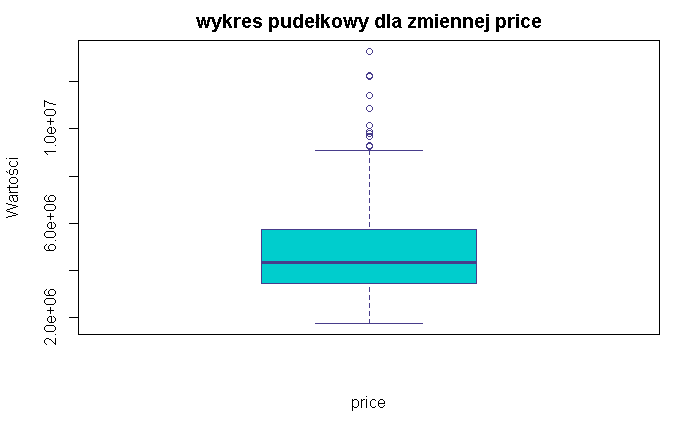 wykres pudełkowy dla zmiennej price
Wartości
1.0e+07
6.0e+06
2.0e+06
price